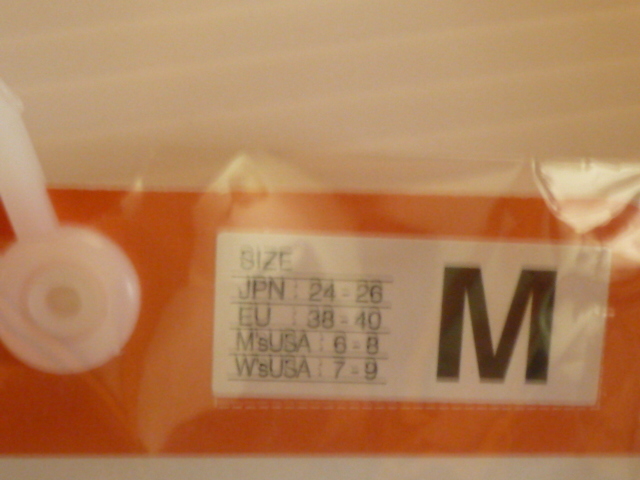 SIZE
JPN : 24 - 26
EU : 38 - 40
M'sUSA : 6 - 8
W'sUSA : 7 - 9
M